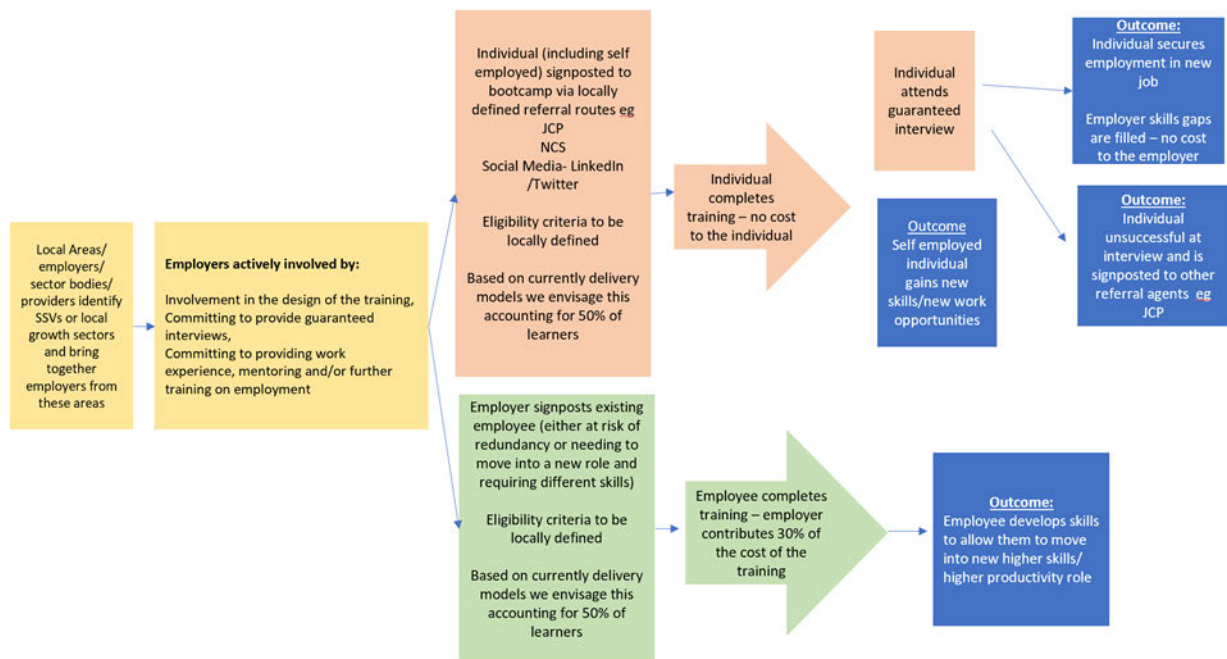 Local Areas/
employers/
sector bodies/
providers identify
SSVs or local
growth sectors
and bring
together
employers from
these areas
Employers actively involved by:
Involvement in the design of the training,
Committing to provide guaranteed
interviews,
Committing to providing work
experience, mentoring and/or further
training on employment
Individual (including self
employed) signposted to
bootcamp via locally
defined referral routes eg
JCP
NCS
Social Media- LinkedIn
/Twitter
Eligibility criteria to be
locally defined
Based on currently delivery
models we envisage this
accounting for 50% of
learners
Individual
completes
training – no cost
to the individual
Individual
attends
guaranteed
interview
Outcome:
Individual secures
employment in new
job
Employer skills gaps
are filled – no cost
to the employer
Outcome
Self employed
individual
gains new
skills/new work
opportunities
Outcome:
Individual
unsuccessful at
interview and is
signposted to other
referral agents eg
JCP
Employer signposts existing
employee (either at risk of
redundancy or needing to
move into a new role and
requiring different skills)
Eligibility criteria to be
locally defined
Based on currently delivery
models we envisage this
accounting for 50% of
learners
Employee completes
training – employer
contributes 30% of
the cost of the
training
Outcome:
Employee develops skills
to allow them to move
into new higher skills/
higher productivity role